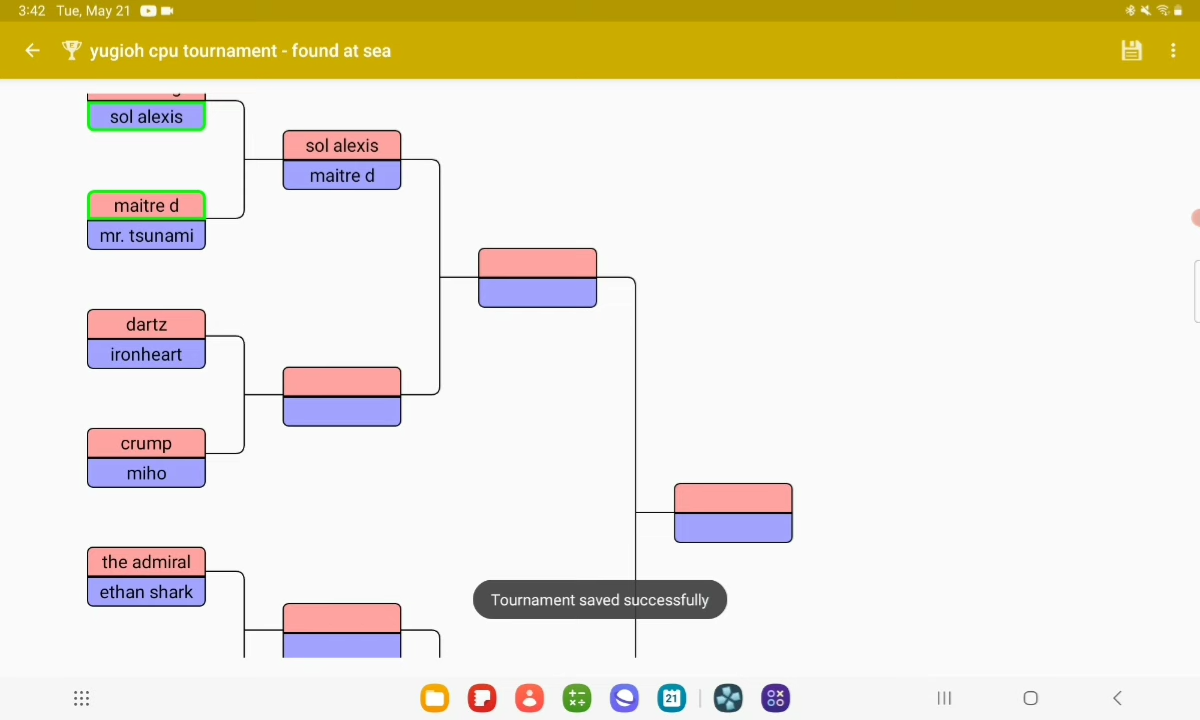 3:42 Tue, May 21
yugioh cpu tournament - found at sea
sol alexis
maitre d
mr. tsunami
sol alexis
maitre d
dartz
ironheart
crump
miho
the admiral
ethan shark
Tournament saved successfully
21